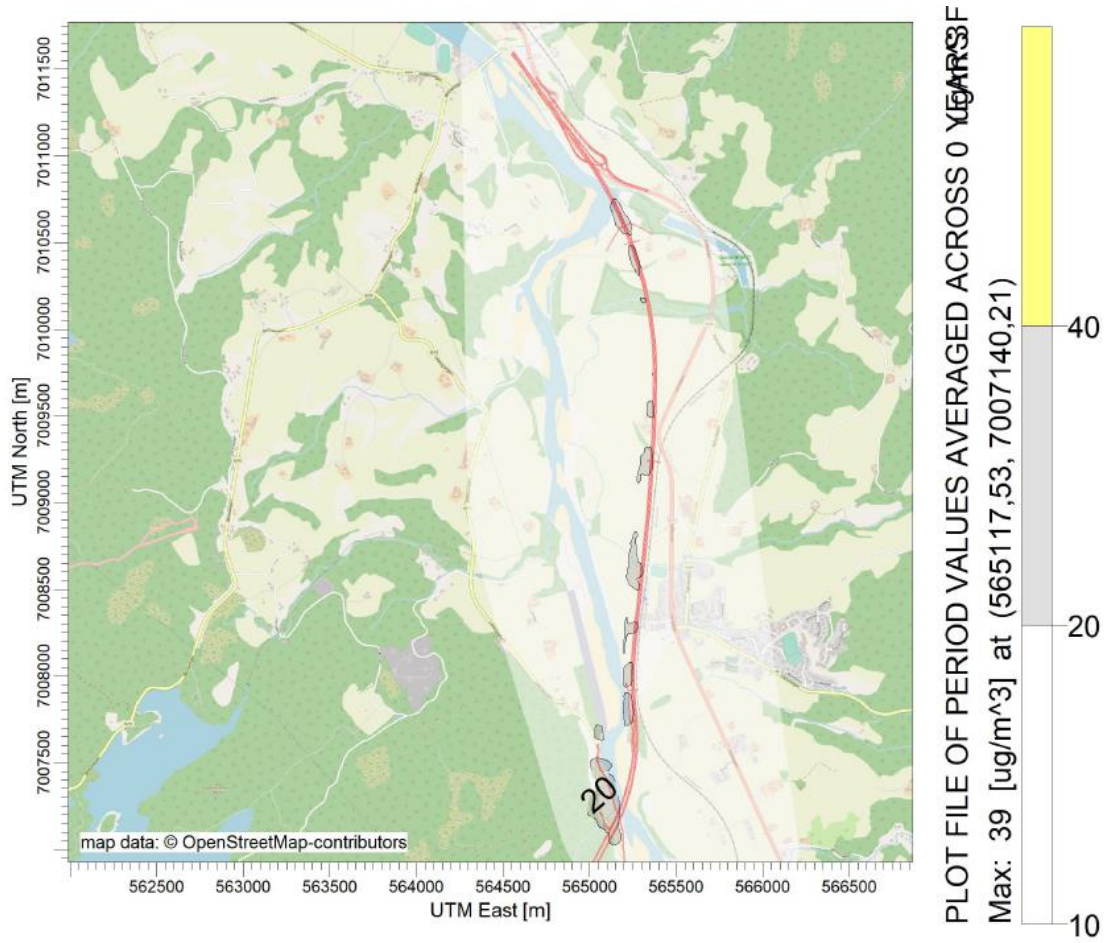 7011500
7011000
7010500
7010000
7009500
7009000
7008500
7008000
7007500
UTM North [m]
20
map data: © OpenStreetMap-contributors
562500 563000 563500 564000 564500 565000 565500 566000 566500
UTM East [m]
PLOT FILE OF PERIOD VALUES AVERAGED ACROSS 0 YEARS F
Max: 39 [ug/m^3] at (565117,53, 7007140,21)
40
20
10